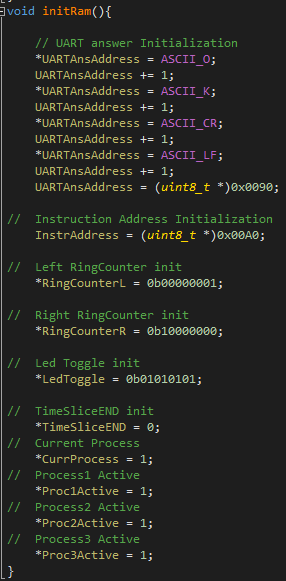 void initRam(){
// UART answer Initialization
*UARTAnsAddress = ASCII_O;
UARTAnsAddress += 1;
*UARTAnsAddress = ASCII_K;
UARTAnsAddress += 1;
*UARTAnsAddress = ASCII_CR;
UARTAnsAddress += 1;
*UARTAnsAddress = ASCII_LF;
UARTAnsAddress += 1;
UARTAnsAddress = (uint8_t *)0x0090;
// Instruction Address Initialization
InstrAddress = (uint8_t *)0x00A0;
// Left RingCounter init
*RingCounterL = 0b00000001;
// Right RingCounter init
*RingCounterR = 0b10000000;
// Led Toggle init
*LedToggle = 0b01010101;
// TimeSliceEND init
*TimeSliceEND = 0;
// Current Process
*CurrProcess = 1;
// Process1 Active
*Proc1Active = 1;
// Process2 Active
*Proc2Active = 1;
// Process3 Active
*Proc3Active = 1;
}